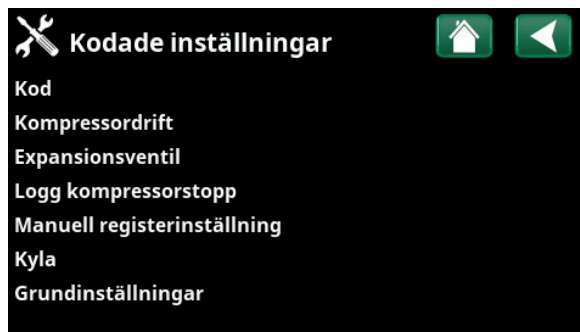 Kodade inställningar
Kod
Kompressordrift
Expansionsventil
Logg kompressorstopp
Manuell registerinställning
Kyla
Grundinställningar